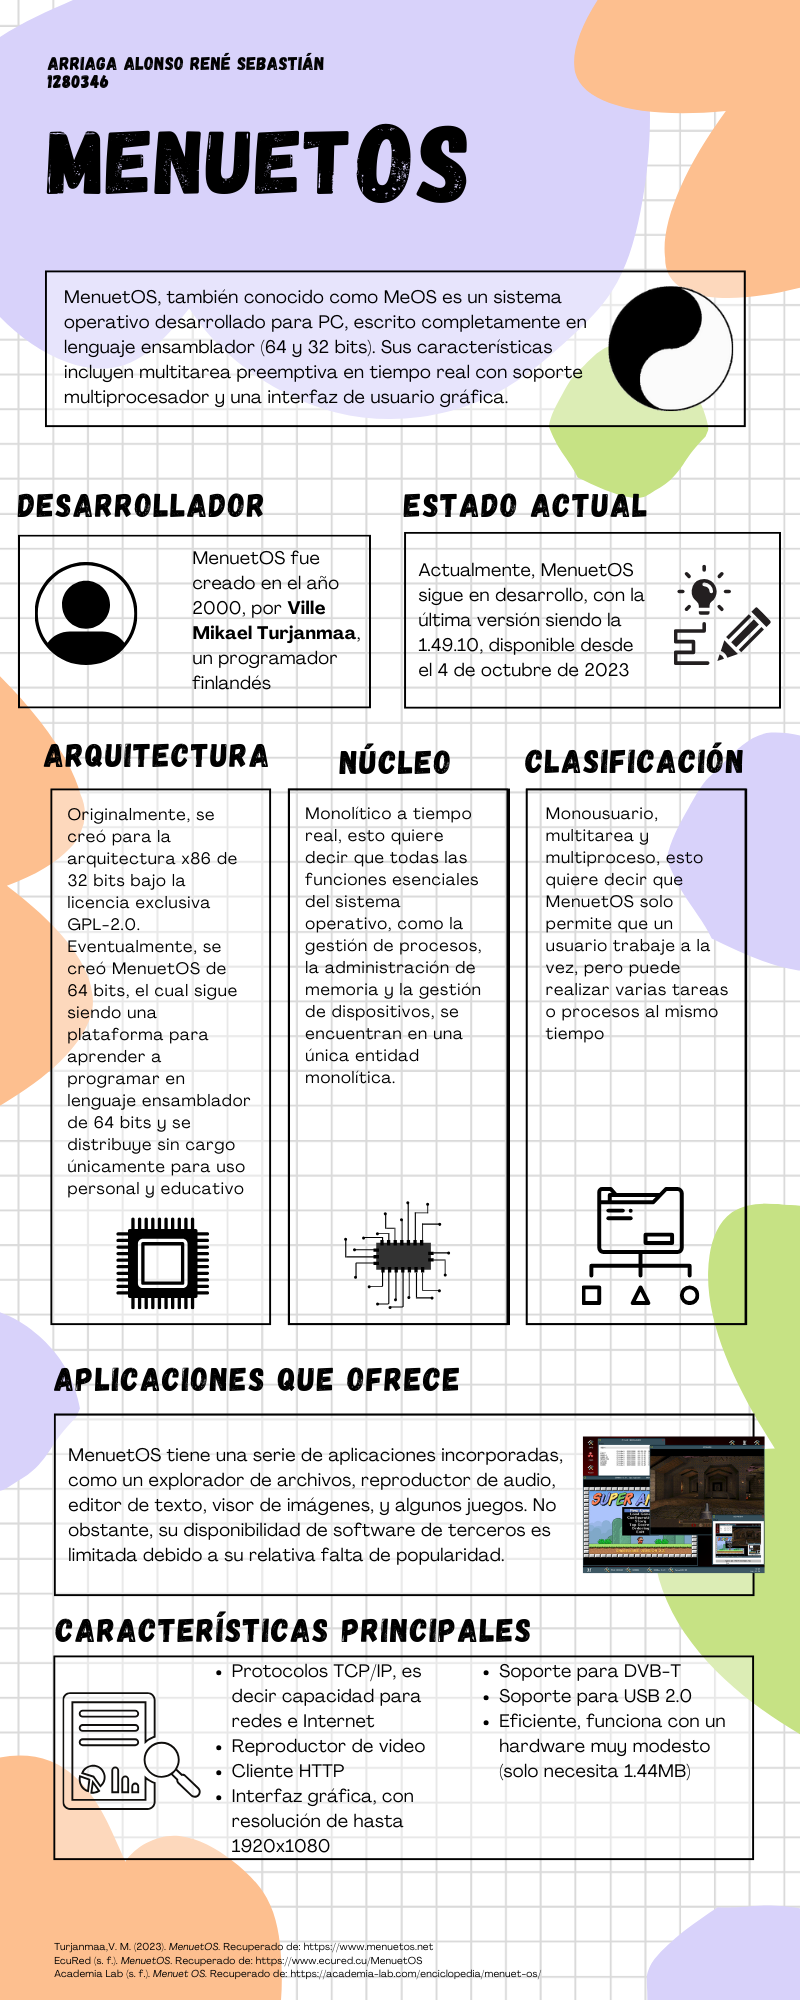 ARRIAGA ALONSO RENÉ SEBASTIÁN
1280346
MENUETOS
MenuetOS, también conocido como MeOS es un sistema
operativo desarrollado para PC, escrito completamente en
lenguaje ensamblador (64 y 32 bits). Sus características
incluyen multitarea preemptiva en tiempo real con soporte
multiprocesador y una interfaz de usuario gráfica.
DESARROLLADOR
MenuetOS fue
creado en el año
2000, por Ville
Mikael Turjanmaa,
un programador
finlandés
ESTADO ACTUAL
Actualmente, MenuetOS
sigue en desarrollo, con la
última versión siendo la
1.49.10, disponible desde
el 4 de octubre de 2023
ARQUITECTURA
Originalmente, se
creó para la
arquitectura x86 de
32 bits bajo la
licencia exclusiva
GPL-2.0.
Eventualmente, se
creó MenuetOS de
64 bits, el cual sigue
siendo una
plataforma para
aprender a
programar en
lenguaje ensamblador
de 64 bits y se
distribuye sin cargo
únicamente para uso
personal y educativo
NÚCLEO
Monolítico a tiempo
real, esto quiere
decir que todas las
funciones esenciales
del sistema
operativo, como la
gestión de procesos,
la administración de
memoria y la gestión
de dispositivos, se
encuentran en una
única entidad
monolítica.
CLASIFICACIÓN
Monousuario,
multitarea y
multiproceso, esto
quiere decir que
MenuetOS solo
permite que un
usuario trabaje a la
vez, pero puede
realizar varias tareas
o procesos al mismo
tiempo
APLICACIONES QUE OFRECE
MenuetOS tiene una serie de aplicaciones incorporadas,
como un explorador de archivos, reproductor de audio,
editor de texto, visor de imágenes, y algunos juegos. No
obstante, su disponibilidad de software de terceros es
limitada debido a su relativa falta de popularidad.
SUPER
CARACTERÍSTICAS PRINCIPALES
• Protocolos TCP/IP, es
decir capacidad para
redes e Internet
• Reproductor de video
• Cliente HTTP
• Interfaz gráfica, con
resolución de hasta
1920x1080
• Soporte para DVB-T
• Soporte para USB 2.0
• Eficiente, funciona con un
hardware muy modesto
(solo necesita 1.44MB)
Turjanmaa,V. M. (2023). MenuetOS. Recuperado de: https://www.menuetos.net
EcuRed (s. f.). MenuetOS. Recuperado de: https://www.ecured.cu/MenuetOS
Academia Lab (s. f.). Menuet OS. Recuperado de: https://academia-lab.com/enciclopedia/menuet-os/